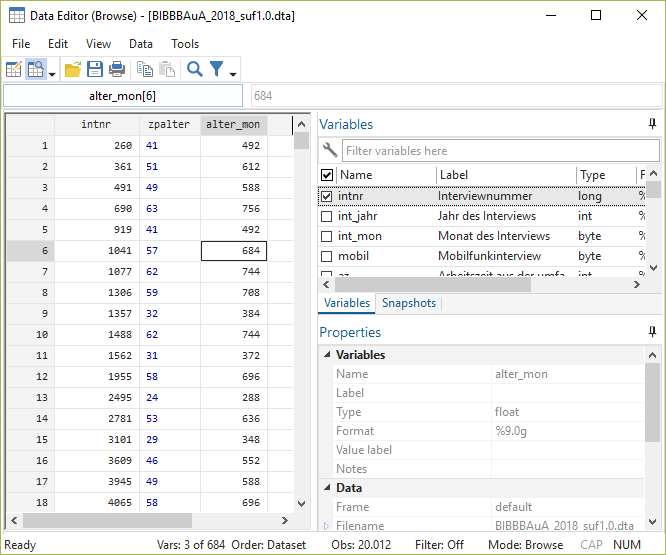 Data Editor (Browse) - [BIBBBAuA_2018_suf1.0.dta]
File Edit View Data Tools
alter_mon[6] 684
intnr zpalter alter_mon
1 260 41 492
2 361 51 612
3 491 49 588
4 690 63 756
5 919 41 492
6 1041 57 684
7 1077 62 744
8 1306 59 708
9 1357 32 384
10 1488 62 744
11 1562 31 372
12 1955 58 696
13 2495 24 288
14 2781 53 636
15 3101 29 348
16 3609 46 552
17 3945 49 588
18 4065 58 696
Variables
Filter variables here
Name Label Type F
intnr Interviewnummer long %
int_jahr Jahr des Interviews int %
int_mon Monat des Interviews byte %
mobil Mobilfunkinterview byte %
az Arbeitszeit aus der umfa int %
Variables Snapshots
Properties
Variables
Name alter_mon
Label
Type float
Format %9.0g
Value label
Notes
Data
Frame default
Filename BIBBBAuA_2018_suf1.0.dta
Ready Vars: 3 of 684 Order: Dataset Obs: 20.012 Filter: Off Mode: Browse CAP NUM